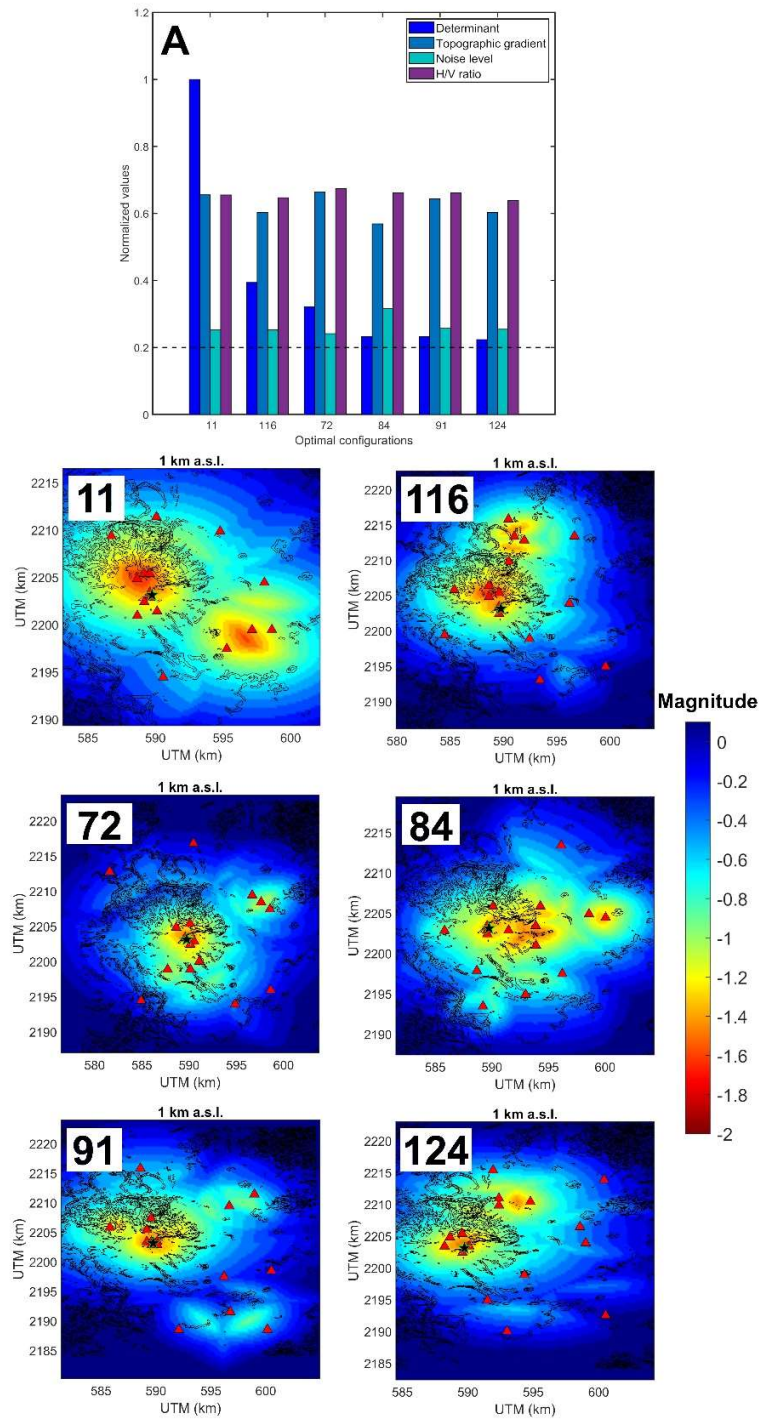 A
Determinant
Topographic gradient
Noise level
H/V ratio
1.2
1
0.8
0.6
0.4
0.2
0
Normalized values
11 116 72 84 91 124
Optimal configurations
1 km a.s.l.
11
2215
2210
2205
2200
2195
2190
UTM (km)
585 590 595 600
UTM (km)
1 km a.s.l.
116
2220
2215
2210
2205
2200
2195
2190
UTM (km)
580 585 590 595 600
UTM (km)
Magnitude
0
-0.2
-0.4
-0.6
-0.8
-1
-1.2
-1.4
-1.6
-1.8
-2
1 km a.s.l.
72
2220
2215
2210
2205
2200
2195
2190
UTM (km)
580 585 590 595 600
UTM (km)
1 km a.s.l.
84
2215
2210
2205
2200
2195
2190
UTM (km)
585 590 595 600
UTM (km)
1 km a.s.l.
91
2220
2215
2210
2205
2200
2195
2190
2185
UTM (km)
585 590 595 600
UTM (km)
1 km a.s.l.
124
2220
2215
2210
2205
2200
2195
2190
2185
UTM (km)
585 590 595 600
UTM (km)